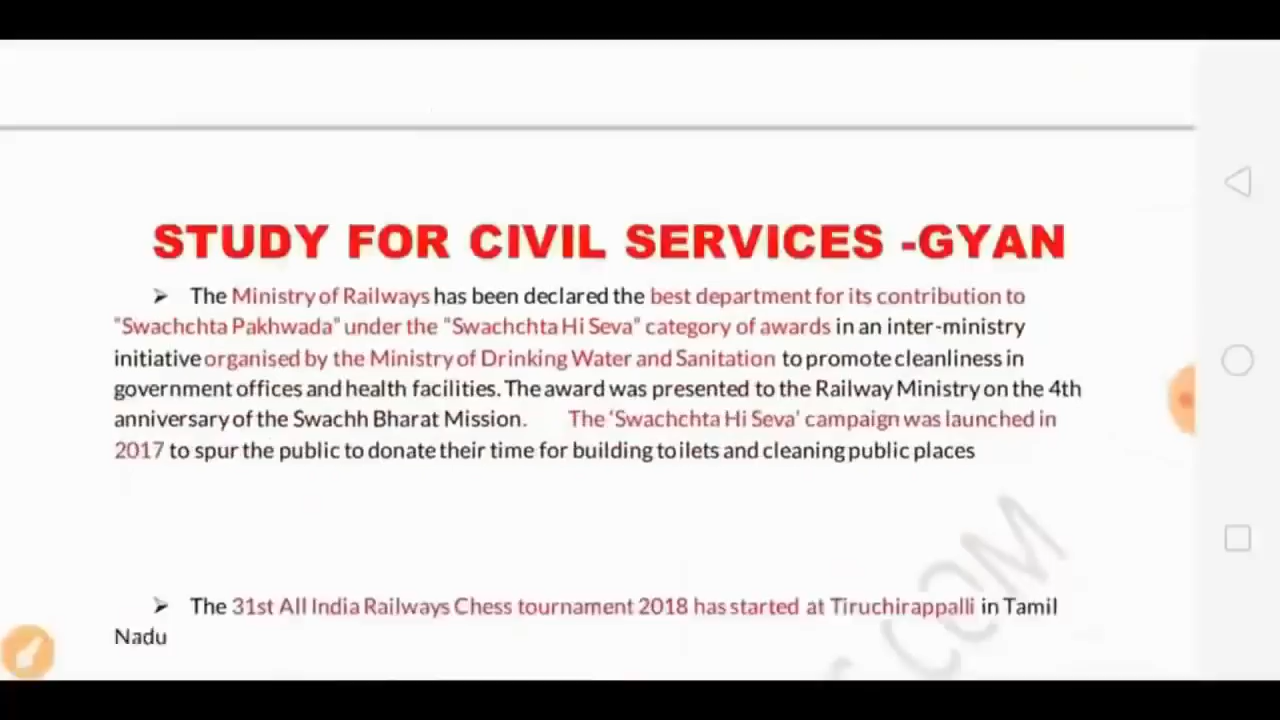 STUDY FOR CIVIL SERVICES -GYAN
➢ The Ministry of Railways has been declared the best department for its contribution to
"Swachchta Pakhwada" under the "Swachchta Hi Seva" category of awards in an inter-ministry
initiative organised by the Ministry of Drinking Water and Sanitation to promote cleanliness in
government offices and health facilities. The award was presented to the Railway Ministry on the 4th
anniversary of the Swachh Bharat Mission. The ‘Swachchta Hi Seva’ campaign was launched in
2017 to spur the public to donate their time for building toilets and cleaning public places
➢ The 31st All India Railways Chess tournament 2018 has started at Tiruchirappalli in Tamil
Nadu
.COM